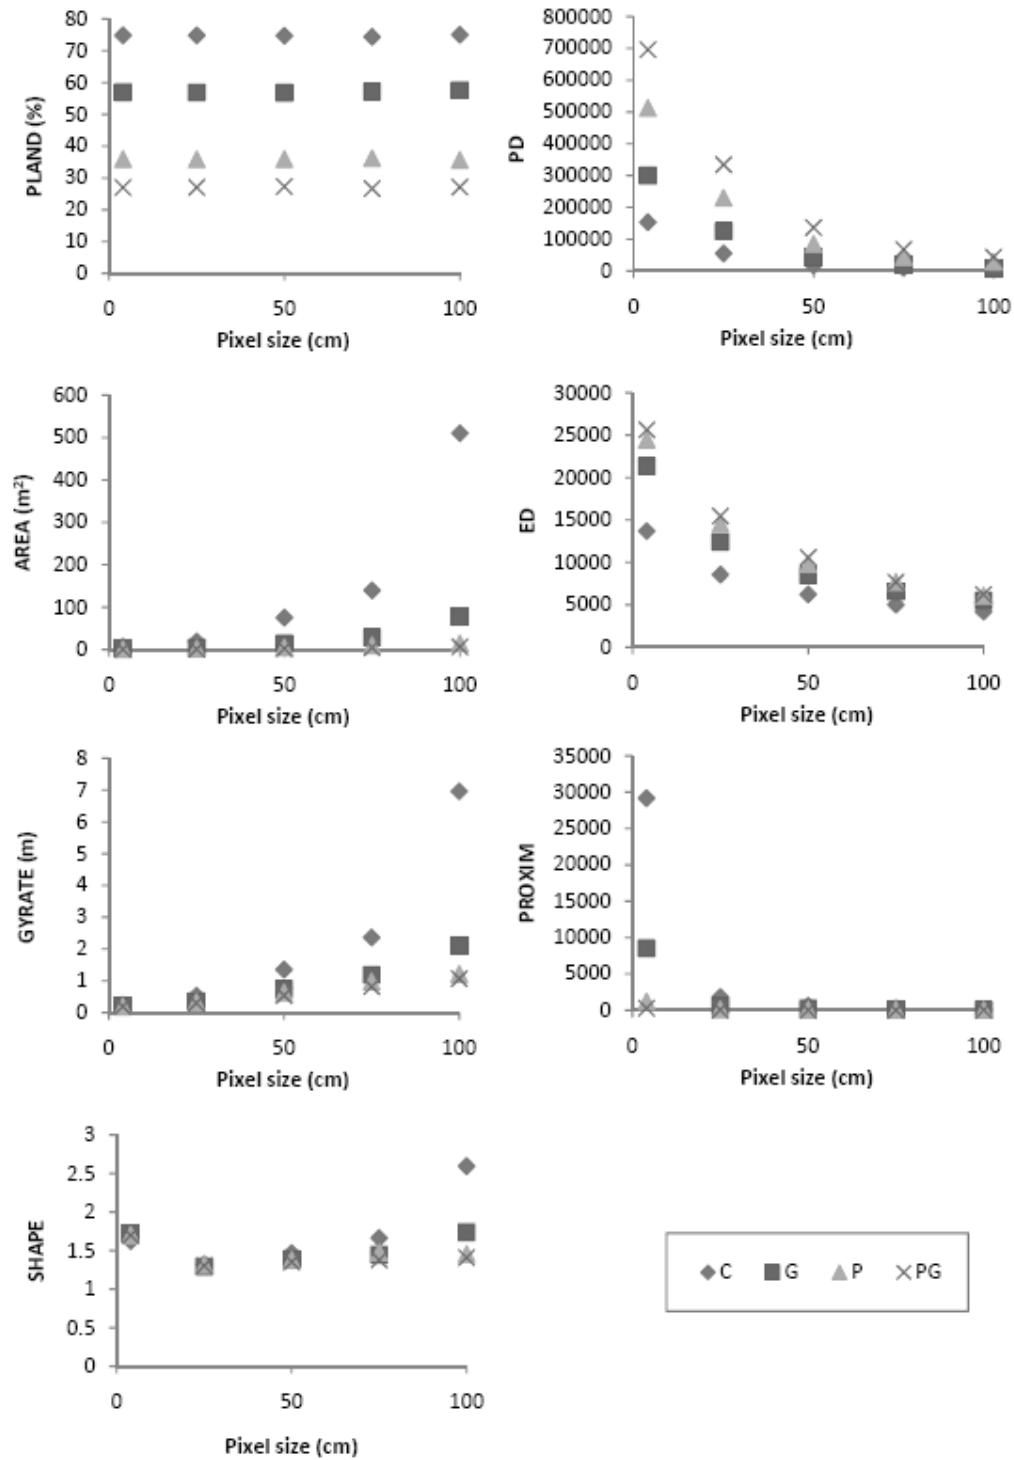 80
70
60
50
40
30
20
10
0
PLAND (%)
0 50 100
Pixel size (cm)
800000
700000
600000
500000
400000
300000
200000
100000
0
PD
0 50 100
Pixel size (cm)
600
500
400
300
200
100
0
AREA (m²)
0 50 100
Pixel size (cm)
30000
25000
20000
15000
10000
5000
0
ED
0 50 100
Pixel size (cm)
8
7
6
5
4
3
2
1
0
GYRATE (m)
0 50 100
Pixel size (cm)
35000
30000
25000
20000
15000
10000
5000
0
PROXIM
0 50 100
Pixel size (cm)
3
2.5
2
1.5
1
0.5
0
SHAPE
0 50 100
Pixel size (cm)
C G P PG